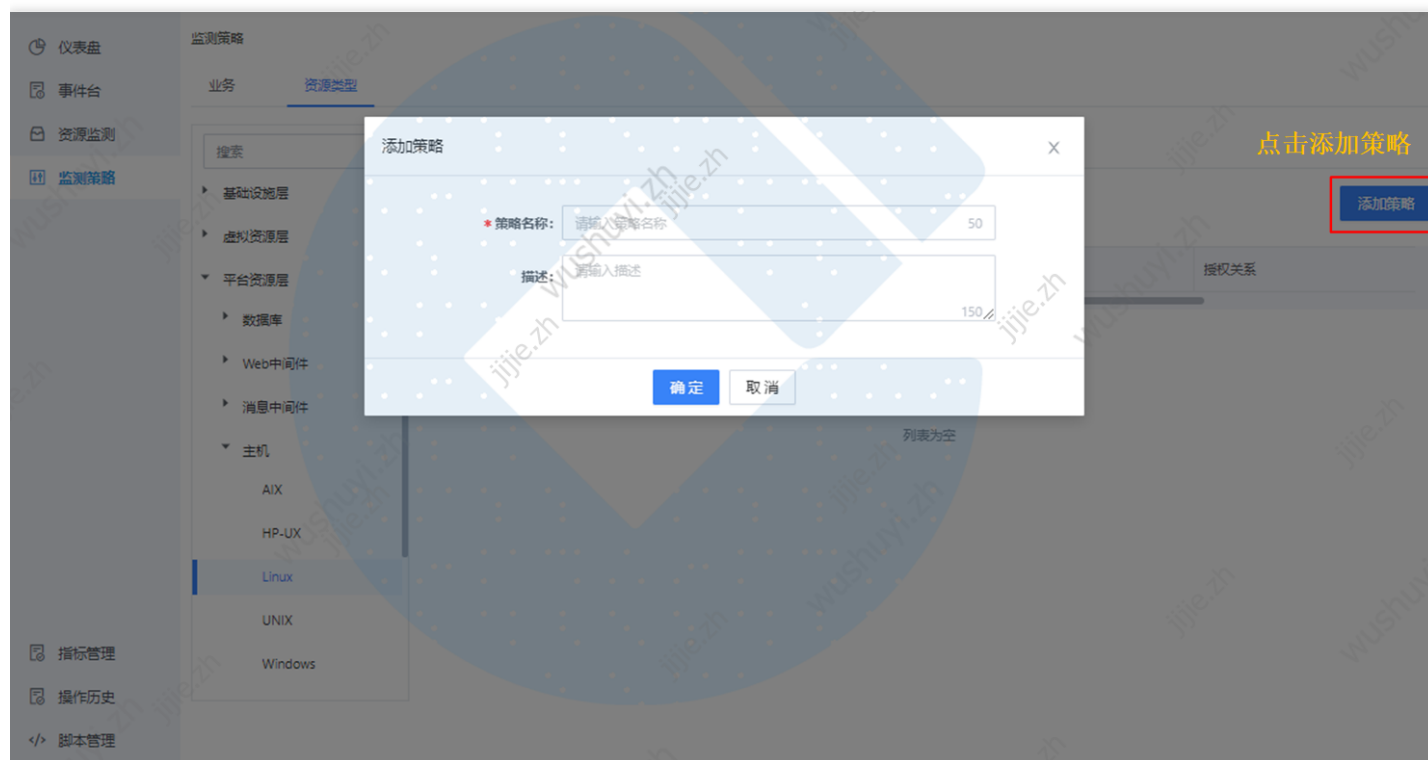 仪表盘
事件台
资源监测
监测策略
指标管理
操作历史
脚本管理
监测策略
业务 资源类型
搜索
基础设施层
虚拟资源层
平台资源层
数据库
Web中间件
消息中间件
主机
AIX
HP-UX
Linux
UNIX
Windows
添加策略
*策略名称: 请输入策略名称 50
描述: 请输入描述 150
确定 取消
点击添加策略
添加策略
授权关系
列表为空
wushuyi.zh
jijie.zh